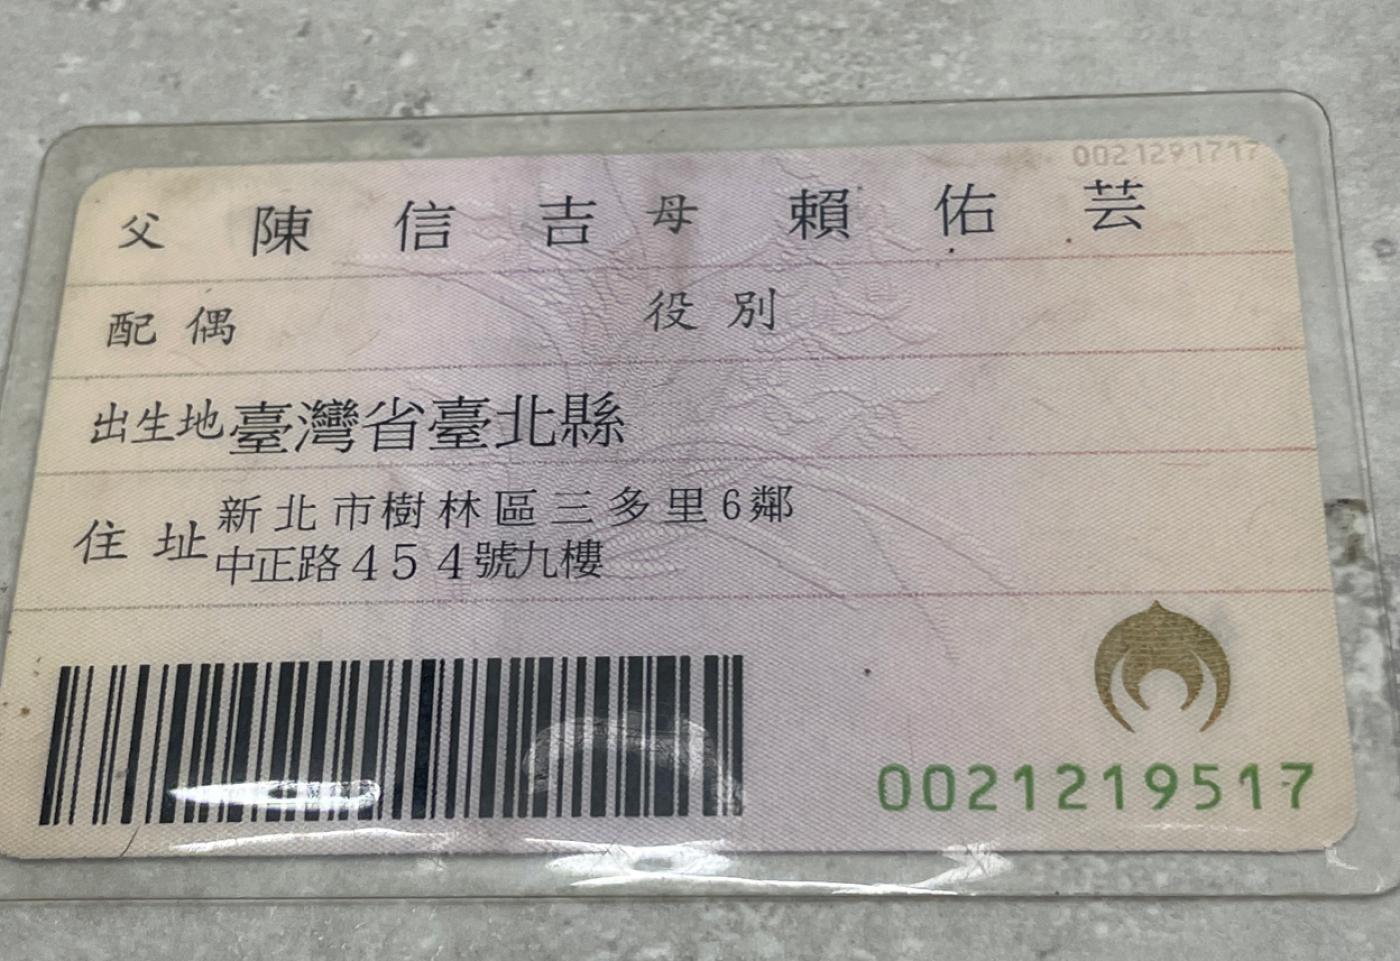 0021291717
父 陳信吉 母 賴佑芸
配偶 役別
出生地 臺灣省臺北縣
住址 新北市樹林區三多里6鄰
中正路454號九樓
0021219517